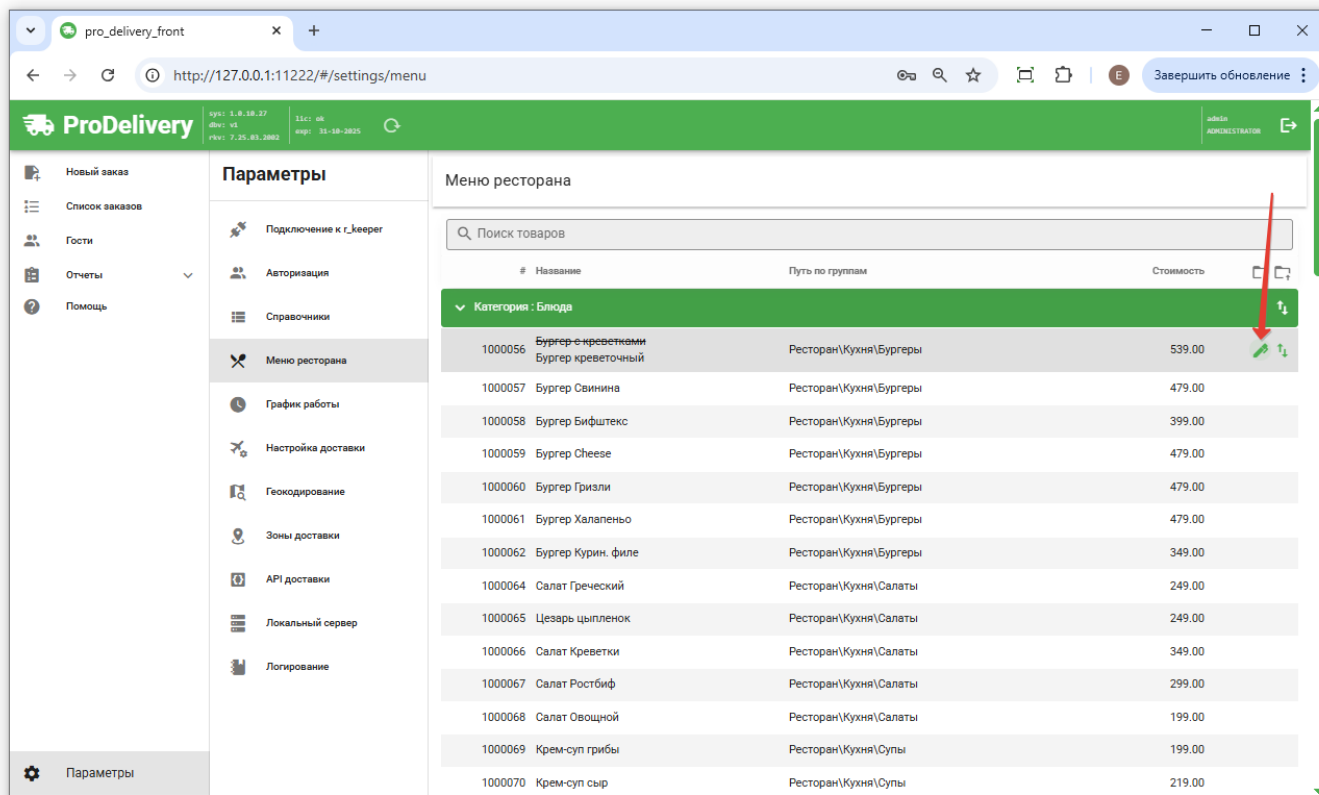 pro_delivery_front
http://127.0.0.1:11222/#/settings/menu
E
Завершить обновление
ProDelivery
sys: 1.0.10.27
dbv: v1
rkv: 7.25.03.2002
lic: ok
exp: 31-10-2025
admin
ADMINISTRATOR
Новый заказ
Список заказов
Гости
Отчеты
Помощь
Параметры
Параметры
Подключение к r_keeper
Авторизация
Справочники
Меню ресторана
График работы
Настройка доставки
Геокодирование
Зоны доставки
API доставки
Локальный сервер
Логирование
Меню ресторана
Поиск товаров
# Название Путь по группам Стоимость
Категория : Блюда
Бургер с креветками
1000056 Бургер креветочный Ресторан\Кухня\Бургеры 539.00
1000057 Бургер Свинина Ресторан\Кухня\Бургеры 479.00
1000058 Бургер Бифштекс Ресторан\Кухня\Бургеры 399.00
1000059 Бургер Cheese Ресторан\Кухня\Бургеры 479.00
1000060 Бургер Гризли Ресторан\Кухня\Бургеры 479.00
1000061 Бургер Халапеньо Ресторан\Кухня\Бургеры 479.00
1000062 Бургер Курин. филе Ресторан\Кухня\Бургеры 349.00
1000064 Салат Греческий Ресторан\Кухня\Салаты 249.00
1000065 Цезарь цыпленок Ресторан\Кухня\Салаты 249.00
1000066 Салат Креветки Ресторан\Кухня\Салаты 349.00
1000067 Салат Ростбиф Ресторан\Кухня\Салаты 299.00
1000068 Салат Овощной Ресторан\Кухня\Салаты 199.00
1000069 Крем-суп грибы Ресторан\Кухня\Супы 199.00
1000070 Крем-суп сыр Ресторан\Кухня\Супы 219.00